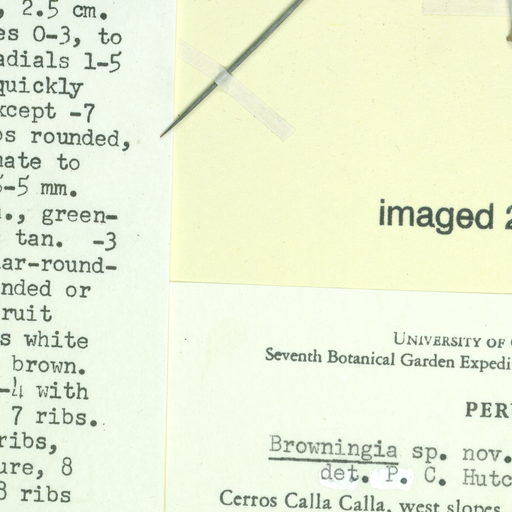 , 2.5 cm.
es 0-3, to
adials 1-5
quickly
xcept -7
os rounded,
nate to
-5 mm.
., green-
tan. -3
ar-round-
nded or
ruit
s white
brown.
-4 with
7 ribs.
ribs,
ure, 8
8 ribs
imaged 2
UNIVERSITY OF
Seventh Botanical Garden Expedi
PER
Browningia sp. nov.
det. P. C. Hutc
Cerros Calla Calla, west slopes